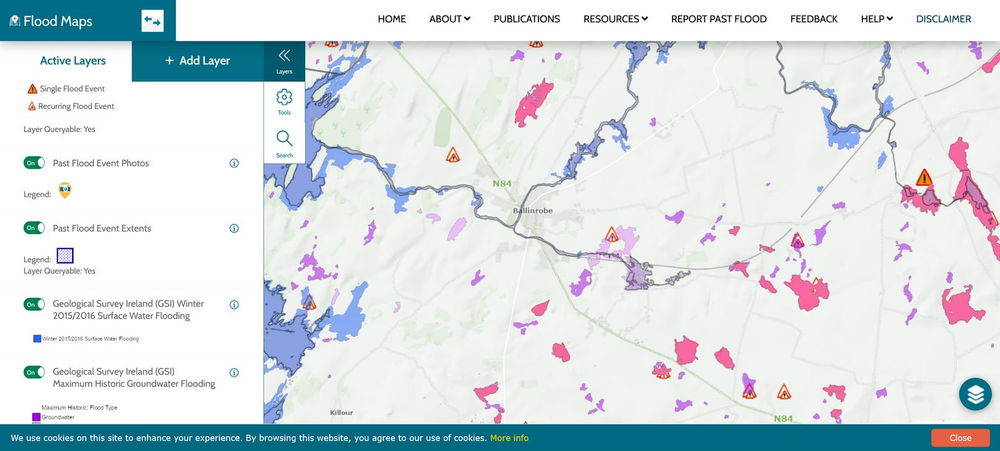 Flood Maps
HOME
ABOUT
PUBLICATIONS
RESOURCES
REPORT PAST FLOOD
FEEDBACK
HELP
DISCLAIMER
Active Layers
+ Add Layer
Layers
Single Flood Event
Recurring Flood Event
Layer Queryable: Yes
Tools
Search
On
Past Flood Event Photos
Legend:
On
Past Flood Event Extents
Legend:
Layer Queryable: Yes
On
Geological Survey Ireland (GSI) Winter
2015/2016 Surface Water Flooding
Winter 2015/2016 Surface Water Flooding
On
Geological Survey Ireland (GSI)
Maximum Historic Groundwater Flooding
Maximum Historic: Flood Type
Groundwater
N84
Ballinrobe
Killour
N84
We use cookies on this site to enhance your experience. By browsing this website, you agree to our use of cookies. More info
Close